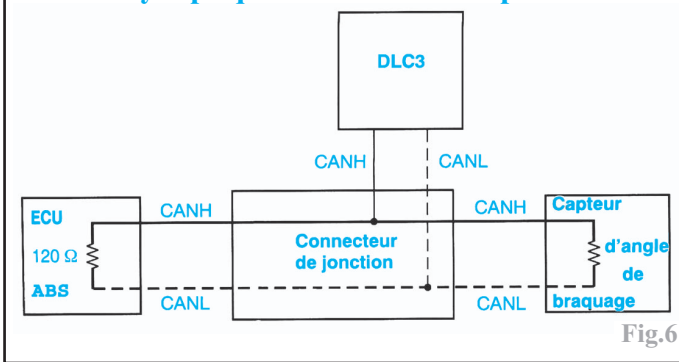 DLC3
CANH
CANL
ECU
120 Ω
ABS
CANH
CANL
Connecteur
de jonction
CANH
CANL
Capteur
d'angle
de
braquage
Fig.6